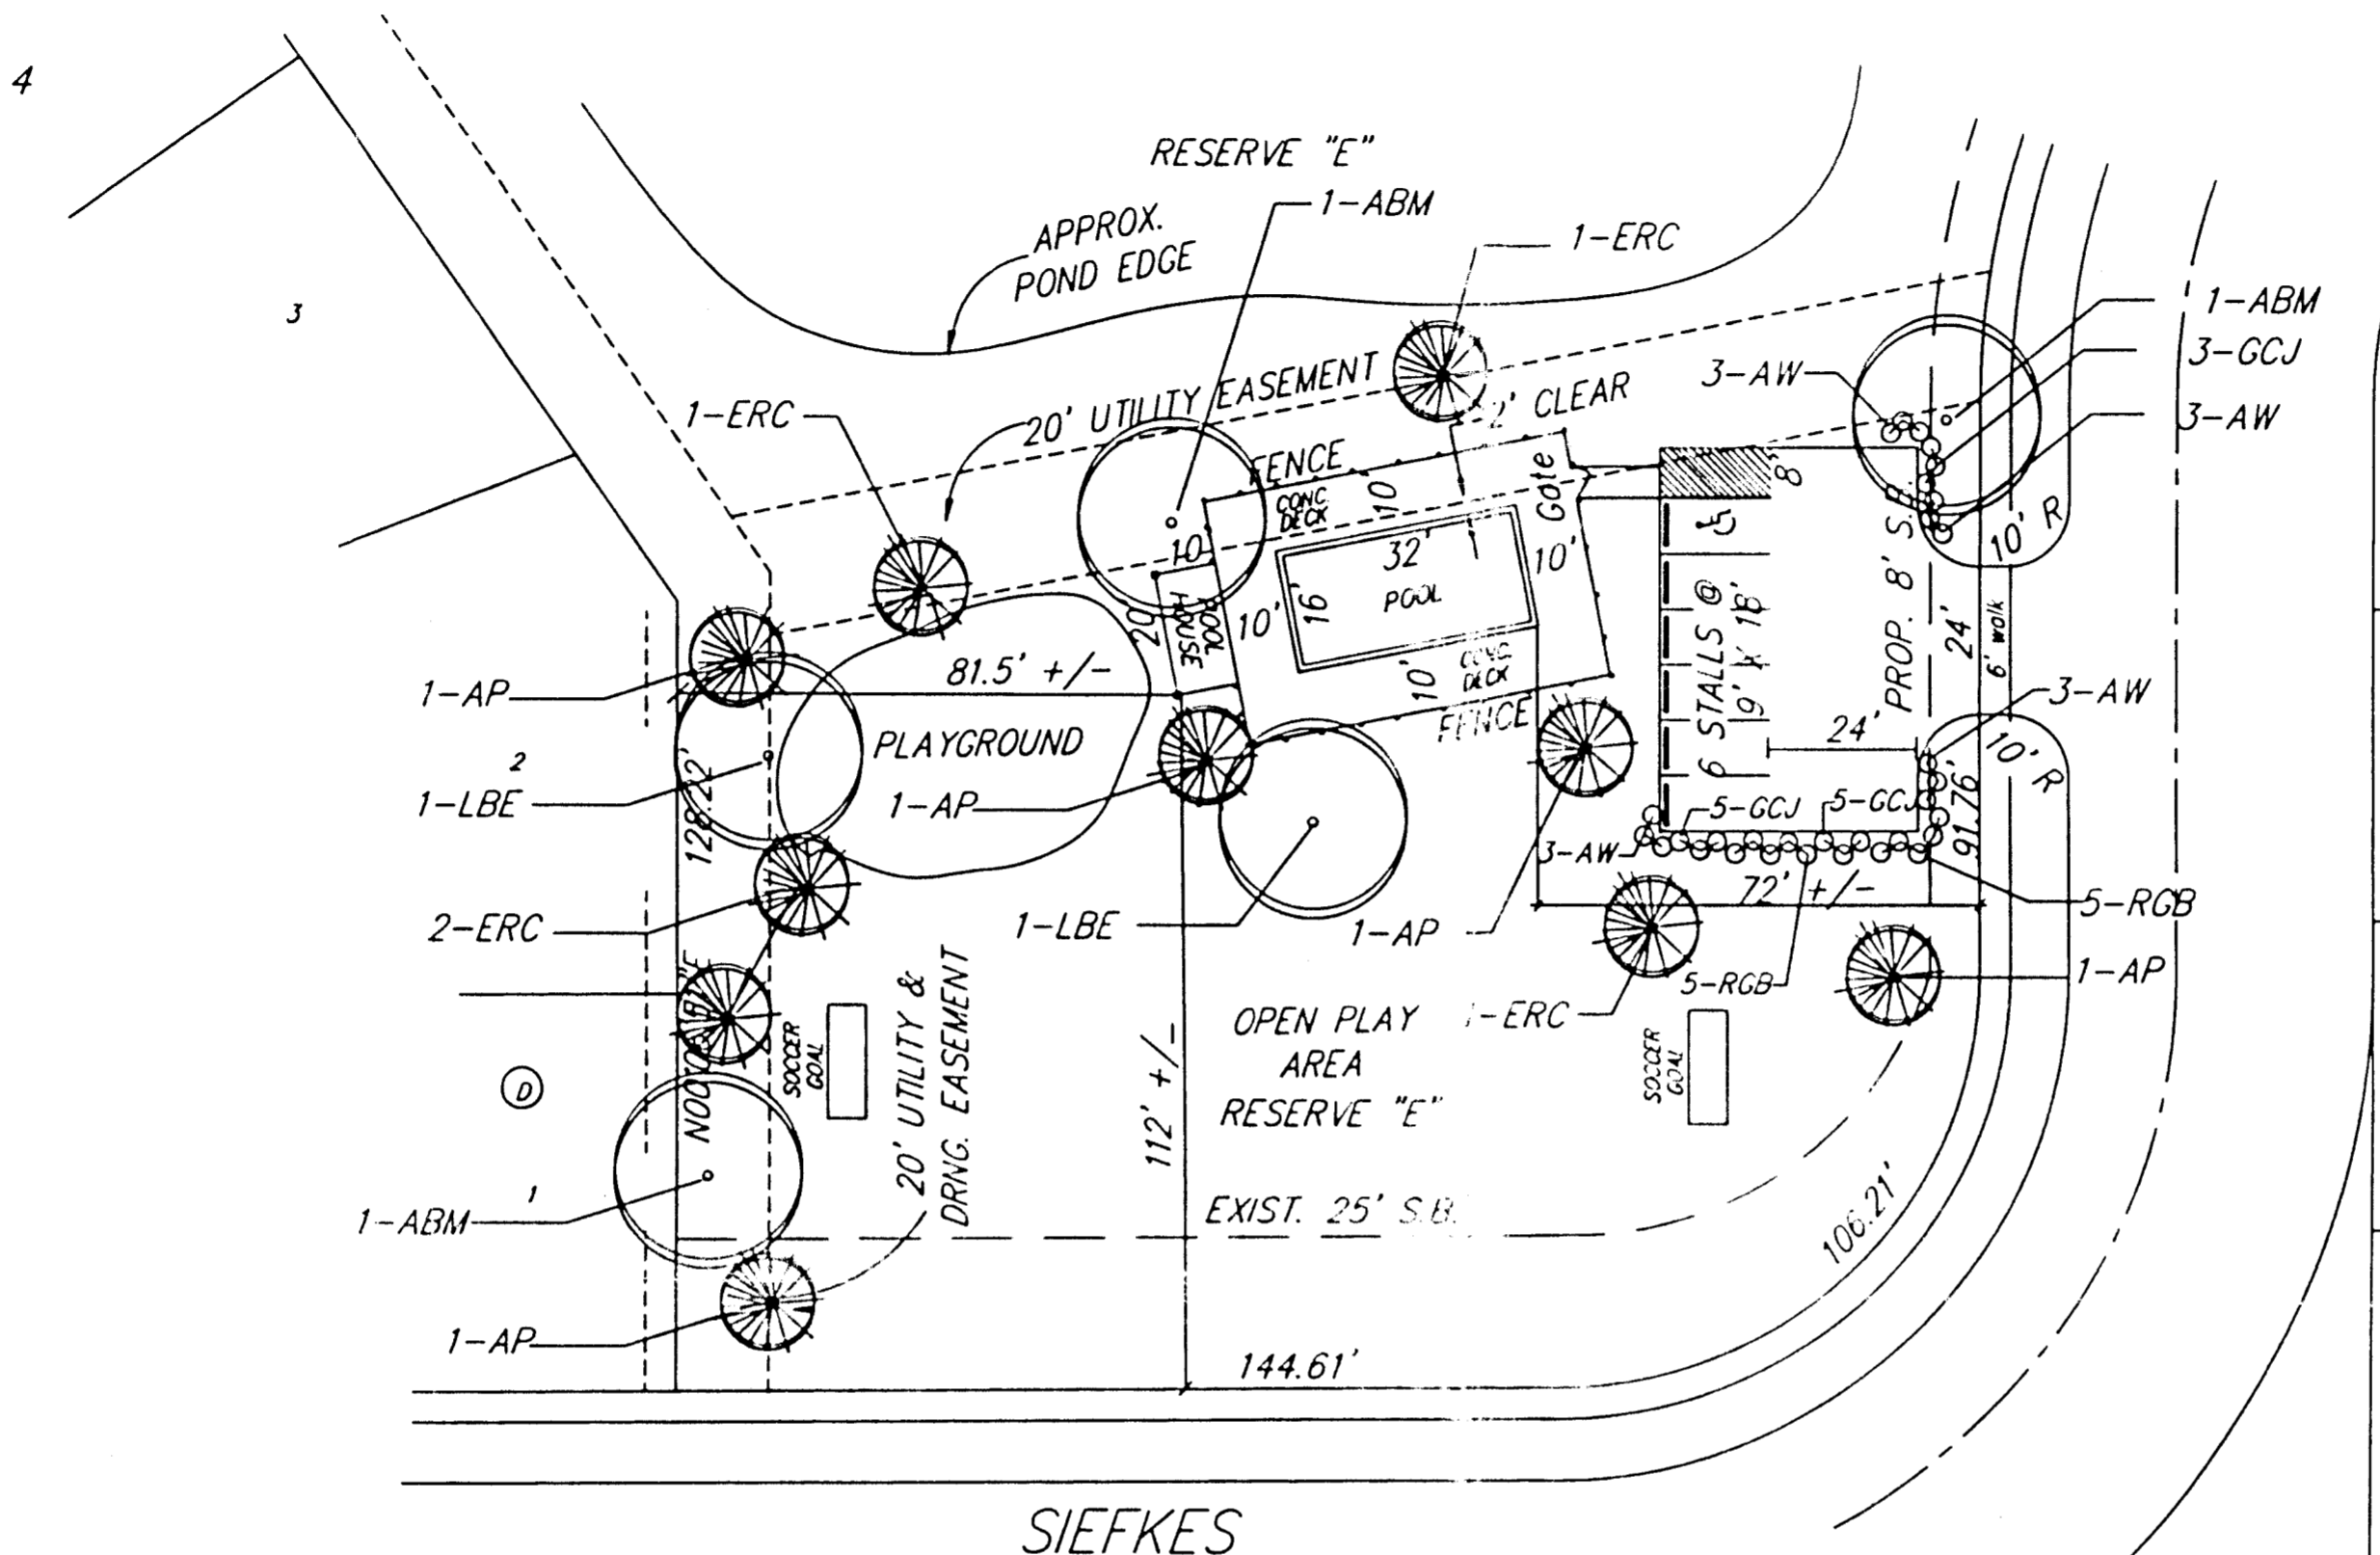 4
RESERVE "E"
1-ABM
APPROX.
POND EDGE
1-ERC
3
1-ABM
3-GCJ
3-AW
3-AW
20' UTILITY EASEMENT
1-ERC
CLEAR
FENCE
CONC.
DECK
10
Gate
8'
10
32'
POOL
16'
10'
10'
10' R
20
POOL
HOUSE
6 STALLS @
9' X 18'
PROP. 8' S.
24'
6' walk
81.5' +/-
10'
CONC.
DECK
1-AP
3-AW
FENCE
24'
10' R
PLAYGROUND
2
128.22'
1-LBE
1-AP
5-GCJ
5-GCJ
91.76'
3-AW
72' +/-
5-RGB
2-ERC
1-LBE
1-AP
5-RGB
1-AP
1-ERC
SOCCER
GOAL
20' UTILITY &
DRNG. EASEMENT
112' +/-
OPEN PLAY
AREA
RESERVE "E"
SOCCER
GOAL
D
1
1-ABM
EXIST. 25' S.B.
106.21'
1-AP
144.61'
SIEFKES